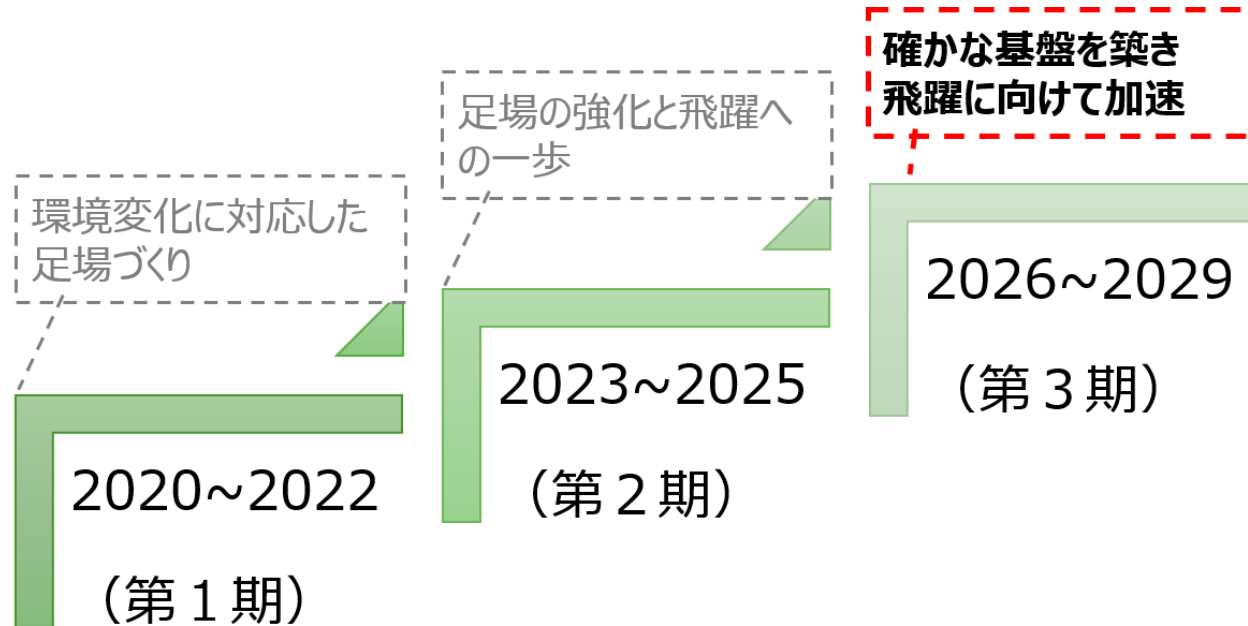 環境変化に対応した
足場づくり
2020~2022
（第１期）
足場の強化と飛躍へ
の一歩
2023~2025
（第２期）
確かな基盤を築き
飛躍に向けて加速
2026~2029
（第３期）